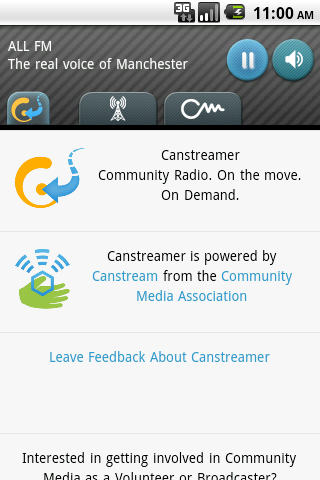 3G
11:00 AM
ALL FM
The real voice of Manchester
Canstreamer
Community Radio. On the move.
On Demand.
Canstreamer is powered by
Canstream from the Community
Media Association
Leave Feedback About Canstreamer
Interested in getting involved in Community
Media as a Volunteer or Broadcaster?